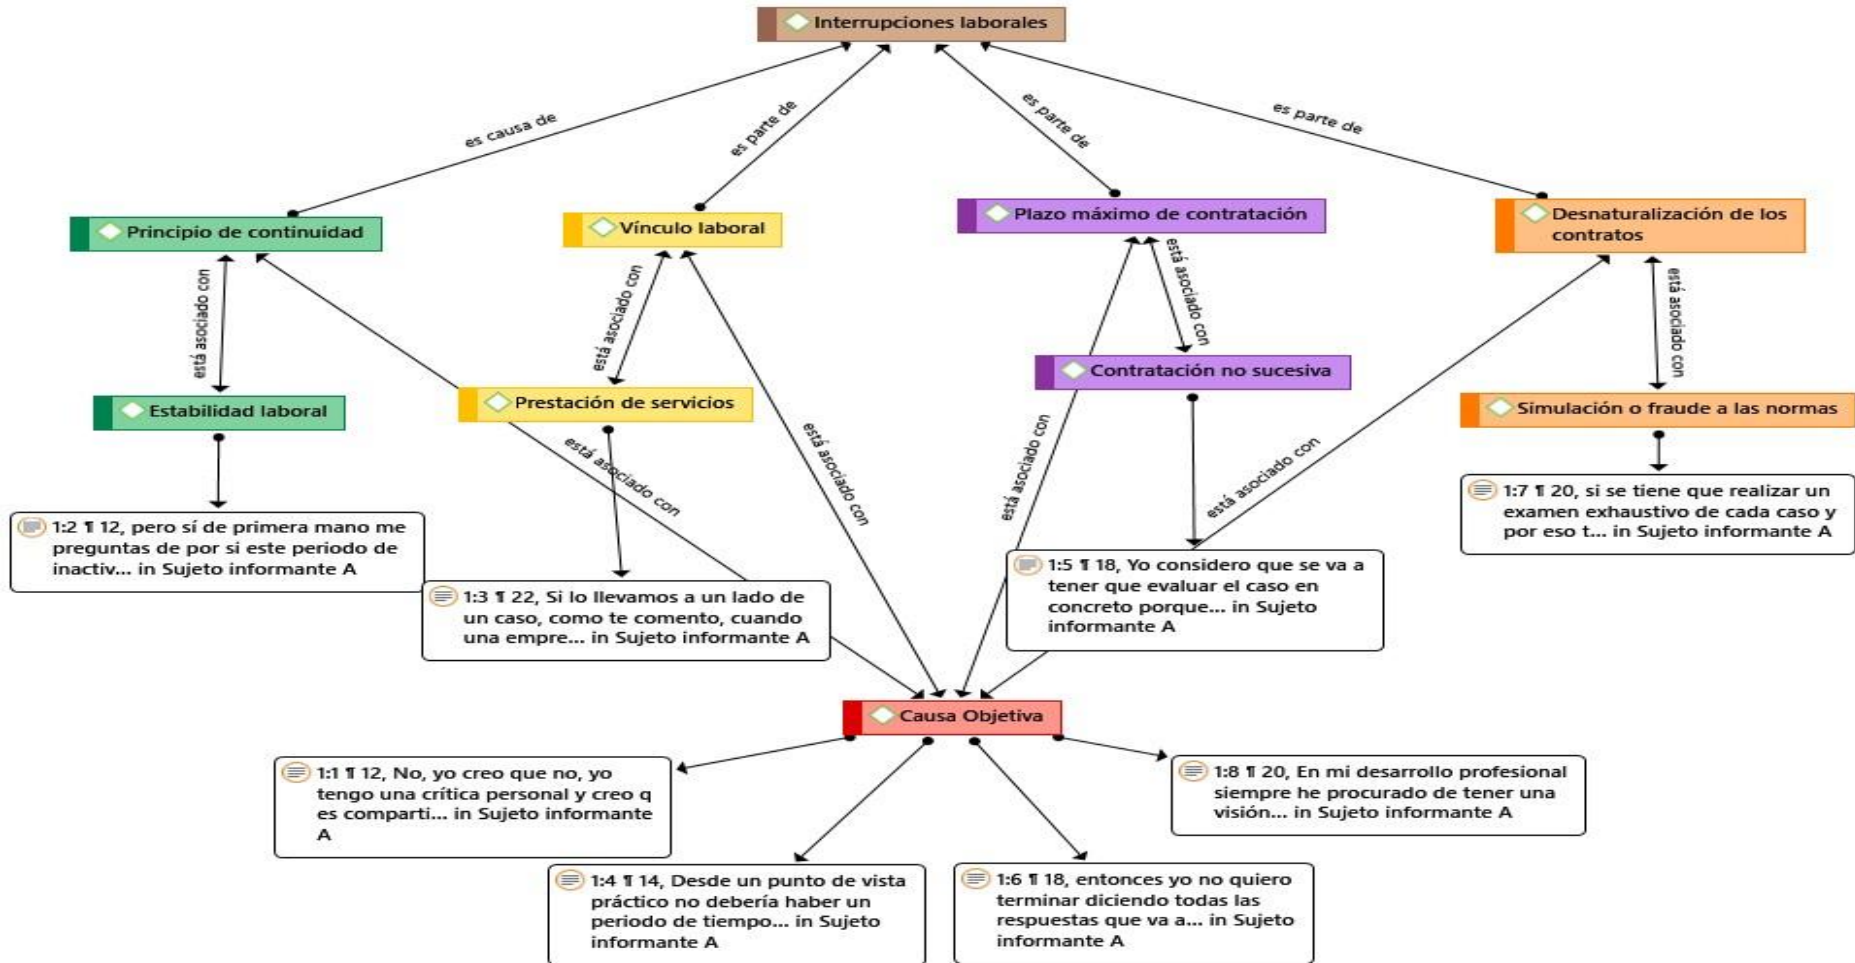 Interrupciones laborales
es causa de
es parte de
es parte de
es parte de
Principio de continuidad
Vínculo laboral
Plazo máximo de contratación
Desnaturalización de los
contratos
está asociado con
está asociado con
está asociado con
está asociado con
Estabilidad laboral
Prestación de servicios
Contratación no sucesiva
Simulación o fraude a las normas
está asociado con
está asociado con
está asociado con
está asociado con
1:2 ¶ 12, pero sí de primera mano me
preguntas de por si este periodo de
inactiv... in Sujeto informante A
1:3 ¶ 22, Si lo llevamos a un lado de
un caso, como te comento, cuando
una empre... in Sujeto informante A
1:5 ¶ 18, Yo considero que se va a
tener que evaluar el caso en
concreto porque... in Sujeto
informante A
1:7 ¶ 20, si se tiene que realizar un
examen exhaustivo de cada caso y
por eso t... in Sujeto informante A
Causa Objetiva
1:1 ¶ 12, No, yo creo que no, yo
tengo una crítica personal y creo q
es comparti... in Sujeto informante
A
1:4 ¶ 14, Desde un punto de vista
práctico no debería haber un
periodo de tiempo... in Sujeto
informante A
1:6 ¶ 18, entonces yo no quiero
terminar diciendo todas las
respuestas que va a... in Sujeto
informante A
1:8 ¶ 20, En mi desarrollo profesional
siempre he procurado de tener una
visión... in Sujeto informante A